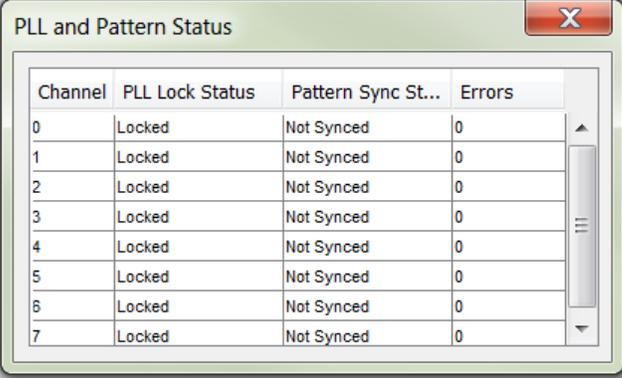 PLL and Pattern Status
Channel PLL Lock Status Pattern Sync St... Errors
0 Locked Not Synced 0
1 Locked Not Synced 0
2 Locked Not Synced 0
3 Locked Not Synced 0
4 Locked Not Synced 0
5 Locked Not Synced 0
6 Locked Not Synced 0
7 Locked Not Synced 0